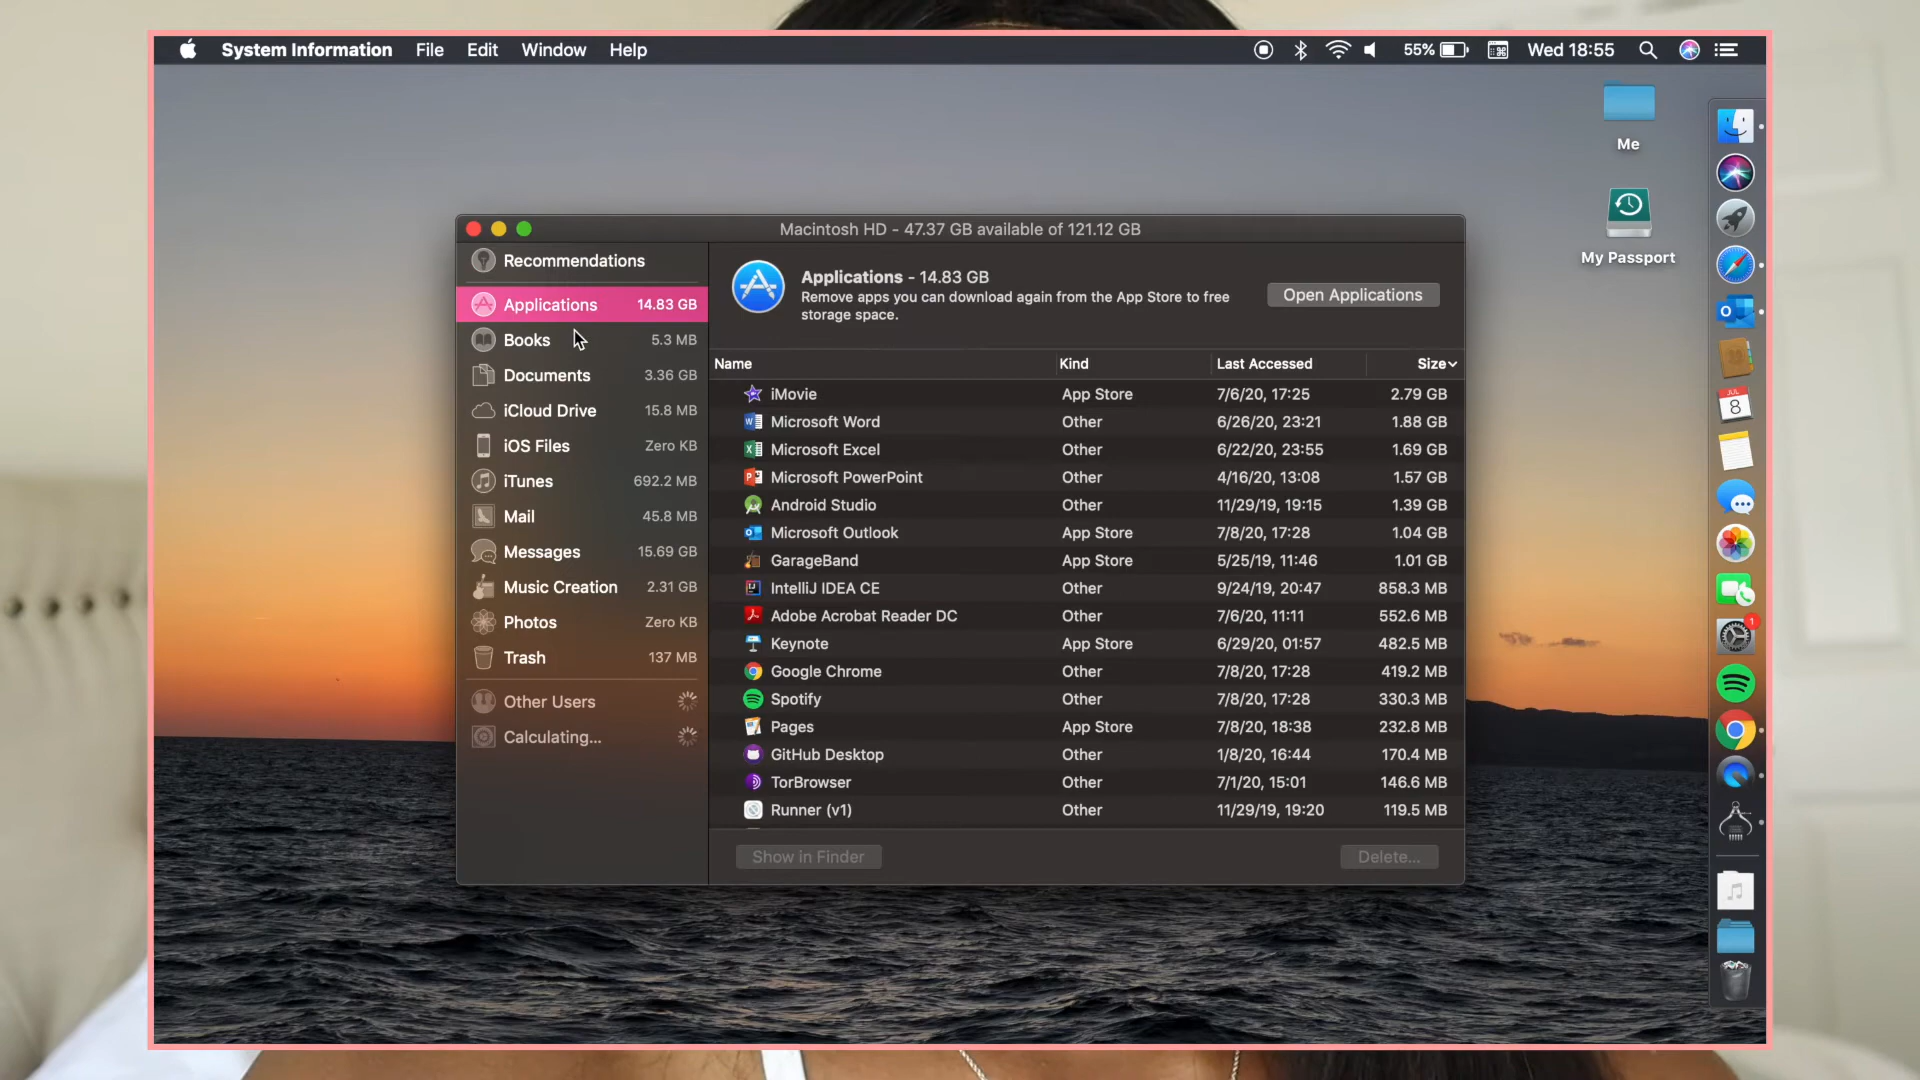 System Information File Edit Window Help 55% Wed 18:55
Me
My Passport
Macintosh HD - 47.37 GB available of 121.12 GB
Recommendations
Applications 14.83 GB
Books 5.3 MB
Documents 3.36 GB
iCloud Drive 15.8 MB
iOS Files Zero KB
iTunes 692.2 MB
Mail 45.8 MB
Messages 15.69 GB
Music Creation 2.31 GB
Photos Zero KB
Trash 137 MB
Other Users
Calculating...
Applications - 14.83 GB
Remove apps you can download again from the App Store to free
storage space.
Open Applications
Name Kind Last Accessed Size
iMovie App Store 7/6/20, 17:25 2.79 GB
Microsoft Word Other 6/26/20, 23:21 1.88 GB
Microsoft Excel Other 6/22/20, 23:55 1.69 GB
Microsoft PowerPoint Other 4/16/20, 13:08 1.57 GB
Android Studio Other 11/29/19, 19:15 1.39 GB
Microsoft Outlook App Store 7/8/20, 17:28 1.04 GB
GarageBand App Store 5/25/19, 11:46 1.01 GB
IntelliJ IDEA CE Other 9/24/19, 20:47 858.3 MB
Adobe Acrobat Reader DC Other 7/6/20, 11:11 552.6 MB
Keynote App Store 6/29/20, 01:57 482.5 MB
Google Chrome Other 7/8/20, 17:28 419.2 MB
Spotify Other 7/8/20, 17:28 330.3 MB
Pages App Store 7/8/20, 18:38 232.8 MB
GitHub Desktop Other 1/8/20, 16:44 170.4 MB
TorBrowser Other 7/1/20, 15:01 146.6 MB
Runner (v1) Other 11/29/19, 19:20 119.5 MB
Show in Finder Delete...
JUL
8
1